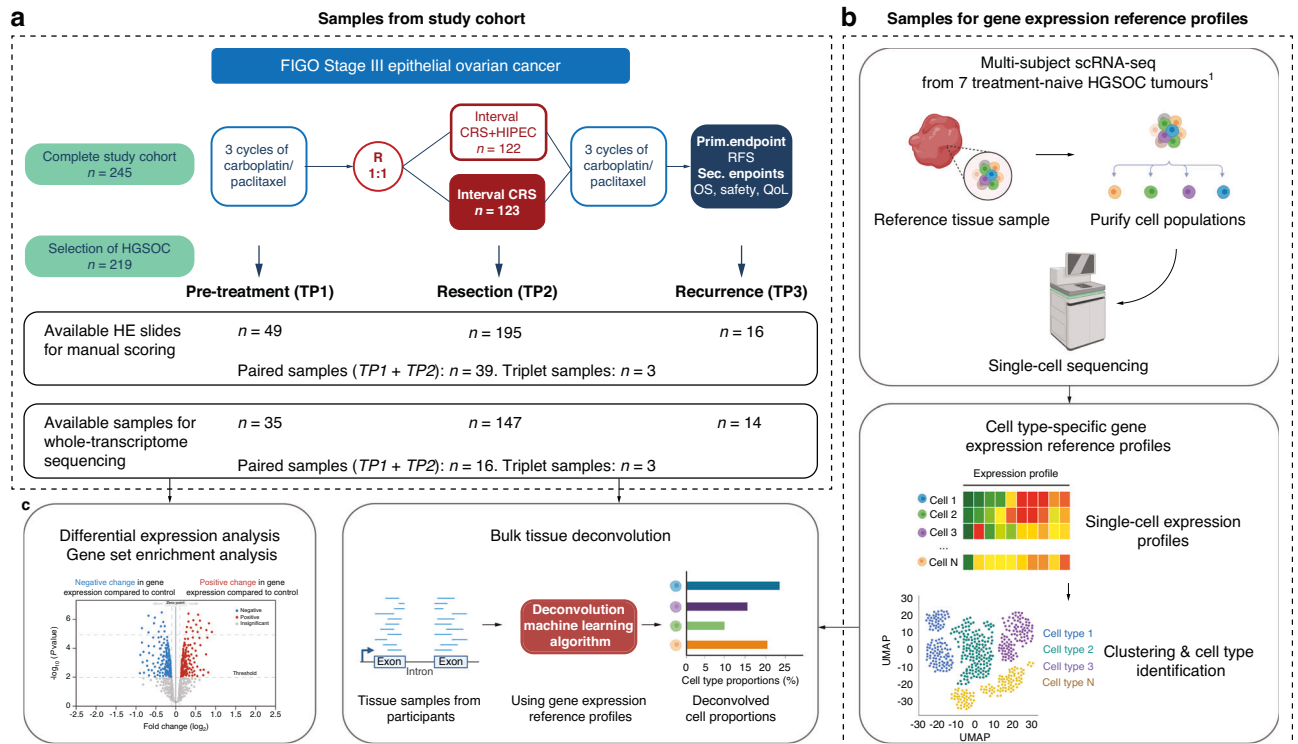 a
Samples from study cohort
FIGO Stage III epithelial ovarian cancer
Complete study cohort
n = 245
3 cycles of
carboplatin/
paclitaxel
R
1:1
Interval
CRS+HIPEC
n = 122
Interval CRS
n = 123
3 cycles of
carboplatin/
paclitaxel
Prim.endpoint
RFS
Sec. enpoints
OS, safety, QoL
Selection of HGSOC
n = 219
Pre-treatment (TP1)
Resection (TP2)
Recurrence (TP3)
Available HE slides
for manual scoring
n = 49
n = 195
n = 16
Paired samples (TP1 + TP2): n = 39. Triplet samples: n = 3
Available samples for
whole-transcriptome
sequencing
n = 35
n = 147
n = 14
Paired samples (TP1 + TP2): n = 16. Triplet samples: n = 3
b
Samples for gene expression reference profiles
Multi-subject scRNA-seq
from 7 treatment-naive HGSOC tumours1
Reference tissue sample
Purify cell populations
Single-cell sequencing
Cell type-specific gene
expression reference profiles
Expression profile
Cell 1
Cell 2
Cell 3
...
Cell N
Single-cell expression
profiles
UMAP
20
10
0
-10
-20
-30
-30 -20 -10 0 10 20 30
UMAP
Cell type 1
Cell type 2
Cell type 3
Cell type N
Clustering & cell type
identification
c
Differential expression analysis
Gene set enrichment analysis
Negative change in gene
expression compared to control
Positive change in gene
expression compared to control
Zero point
Negative
Positive
Insignificant
Threshold
-log10 (P value)
6
4
2
0
-2.5 -2.0 -1.5 -1.0 -0.5 0 0.5 1.0 1.5 2.0 2.5
Fold change (log2)
Bulk tissue deconvolution
Exon
Intron
Exon
Tissue samples from
participants
Deconvolution
machine learning
algorithm
Using gene expression
reference profiles
0 5 10 15 20 25
Cell type proportions (%)
Deconvolved
cell proportions